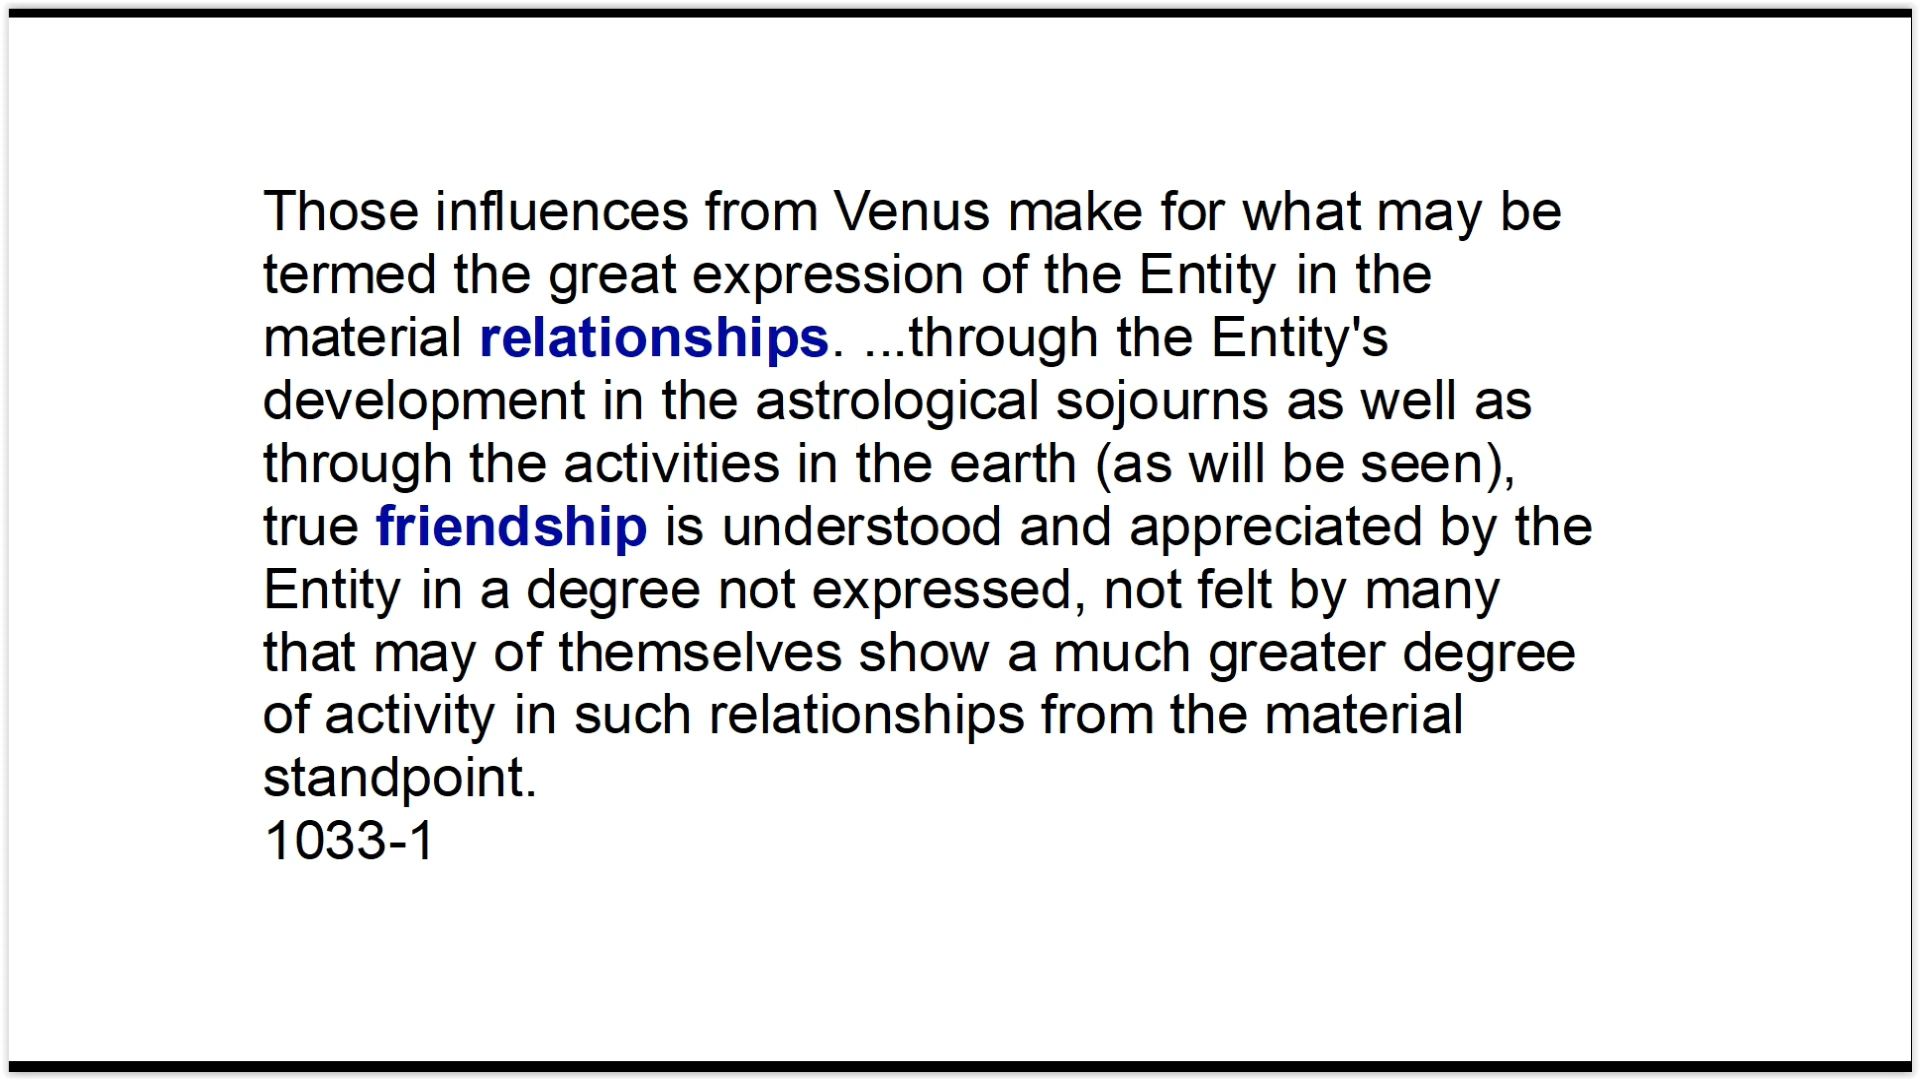 Those influences from Venus make for what may be
termed the great expression of the Entity in the
material relationships. ...through the Entity's
development in the astrological sojourns as well as
through the activities in the earth (as will be seen),
true friendship is understood and appreciated by the
Entity in a degree not expressed, not felt by many
that may of themselves show a much greater degree
of activity in such relationships from the material
standpoint.
1033-1